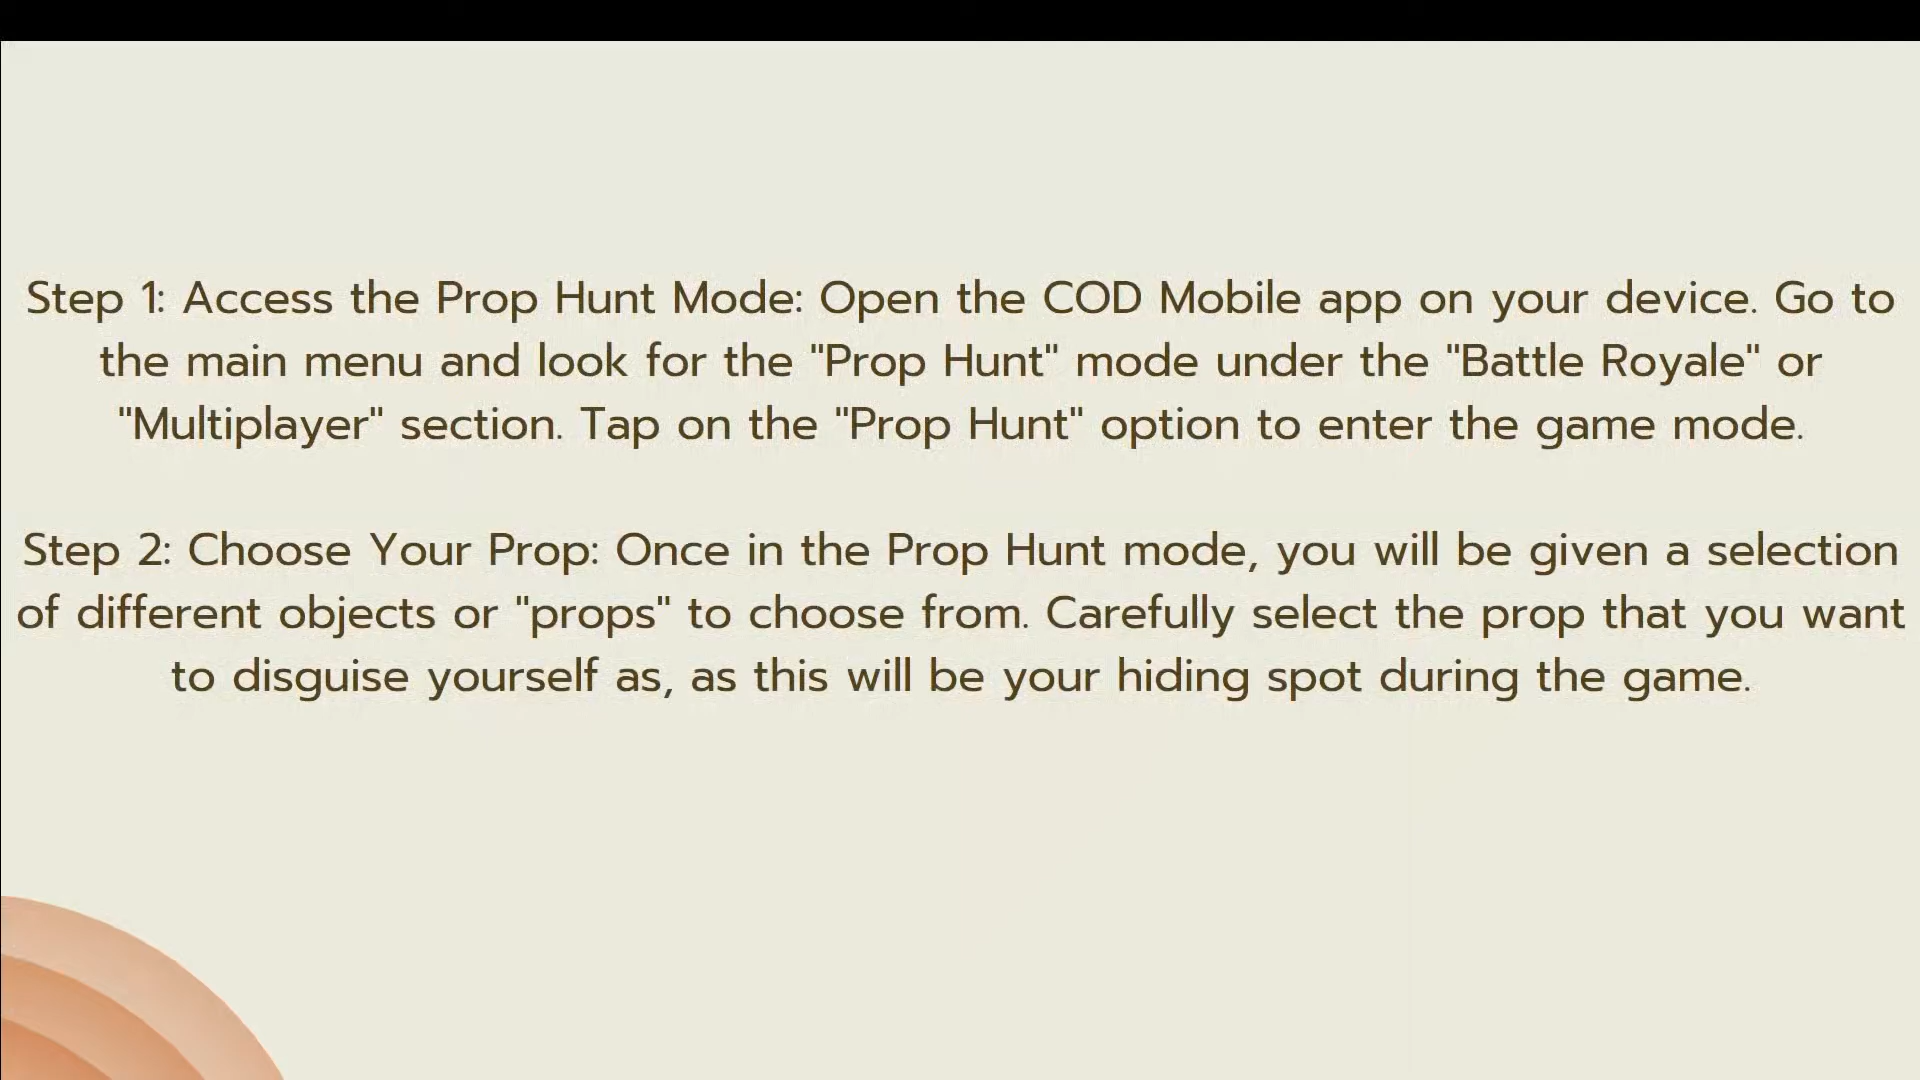 Step 1: Access the Prop Hunt Mode: Open the COD Mobile app on your device. Go to
the main menu and look for the "Prop Hunt" mode under the "Battle Royale" or
"Multiplayer" section. Tap on the "Prop Hunt" option to enter the game mode.
Step 2: Choose Your Prop: Once in the Prop Hunt mode, you will be given a selection
of different objects or "props" to choose from. Carefully select the prop that you want
to disguise yourself as, as this will be your hiding spot during the game.